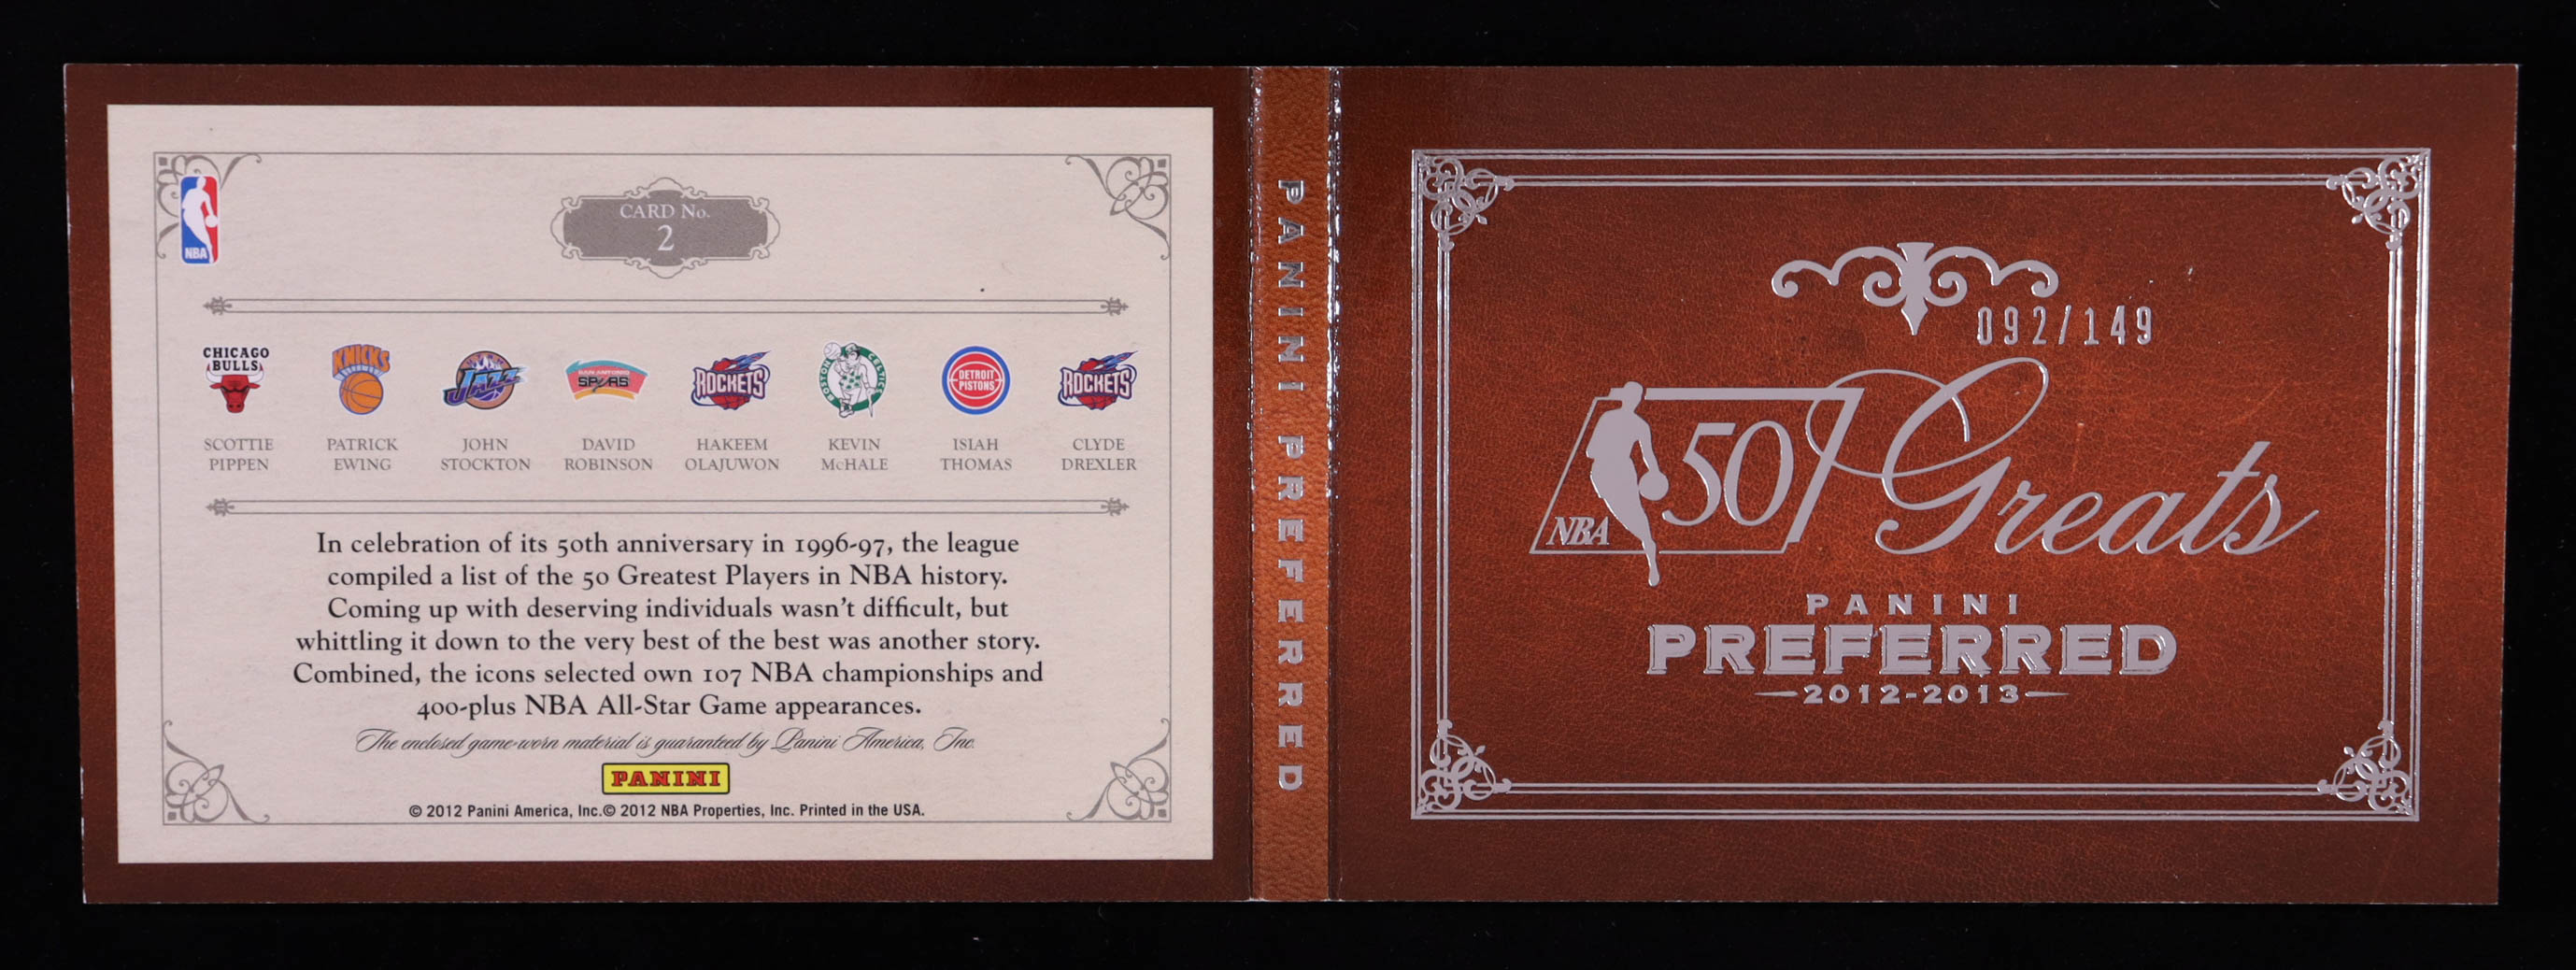 NBA
CARD No.
2
CHICAGO
BULLS
KNICKS
JAZZ
SAN ANTONIO
SPURS
ROCKETS
BOSTON CELTICS
DETROIT
PISTONS
ROCKETS
SCOTTIE
PIPPEN
PATRICK
EWING
JOHN
STOCKTON
DAVID
ROBINSON
HAKEEM
OLAJUWON
KEVIN
McHALE
ISIAH
THOMAS
CLYDE
DREXLER
In celebration of its 50th anniversary in 1996-97, the league
compiled a list of the 50 Greatest Players in NBA history.
Coming up with deserving individuals wasn't difficult, but
whittling it down to the very best of the best was another story.
Combined, the icons selected own 107 NBA championships and
400-plus NBA All-Star Game appearances.
The enclosed game-worn material is guaranteed by Panini America, Inc.
PANINI
© 2012 Panini America, Inc.© 2012 NBA Properties, Inc. Printed in the USA.
PANINI PREFERRED
092/149
NBA 50 Greats
PANINI
PREFERRED
2012-2013